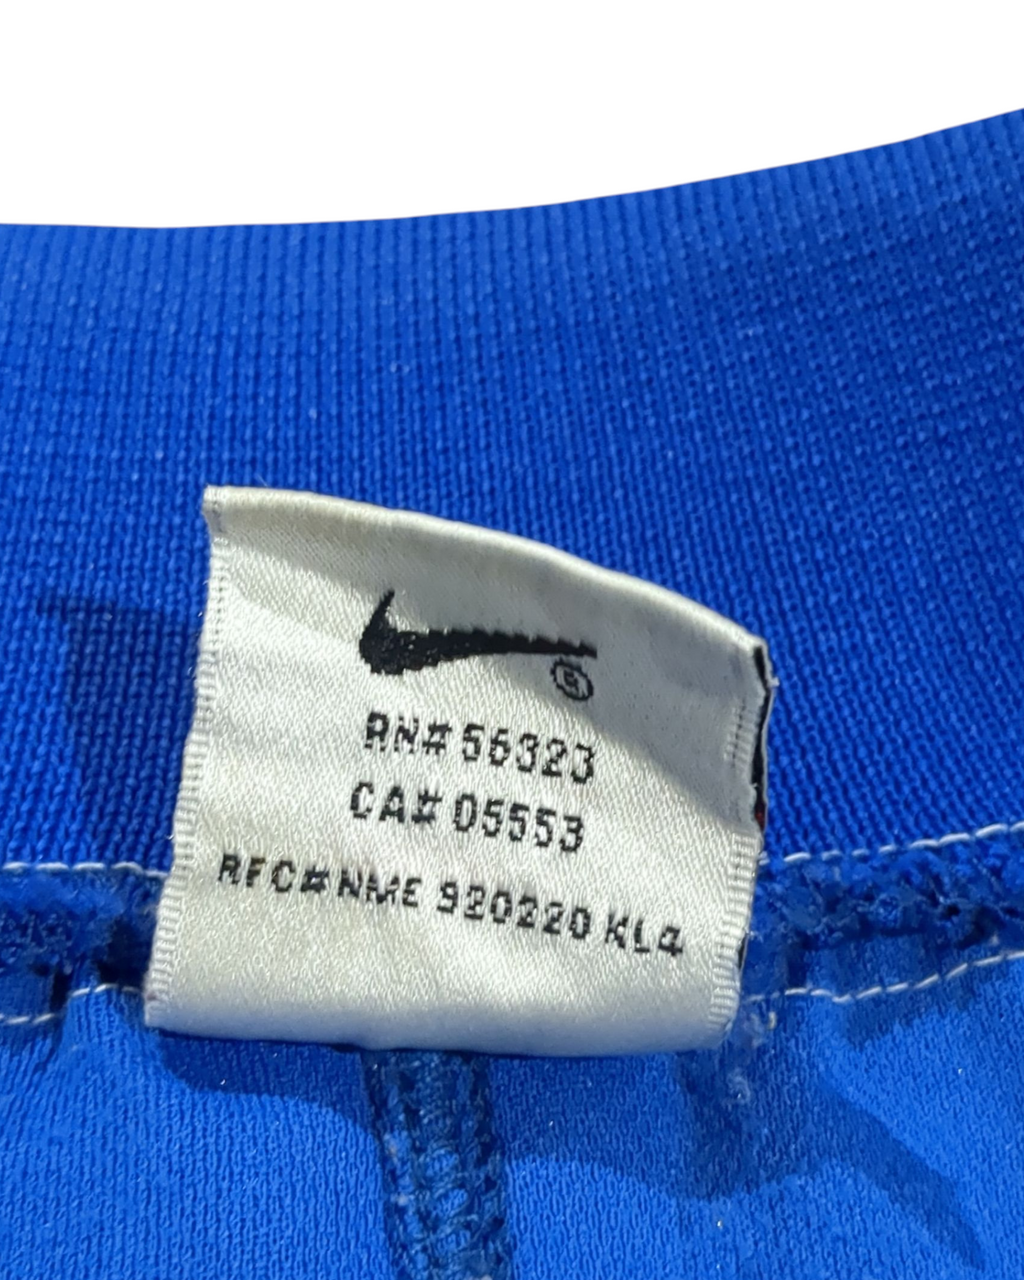 ®
RN# 56323
CA# 05553
RFC# NME 920220 KL4